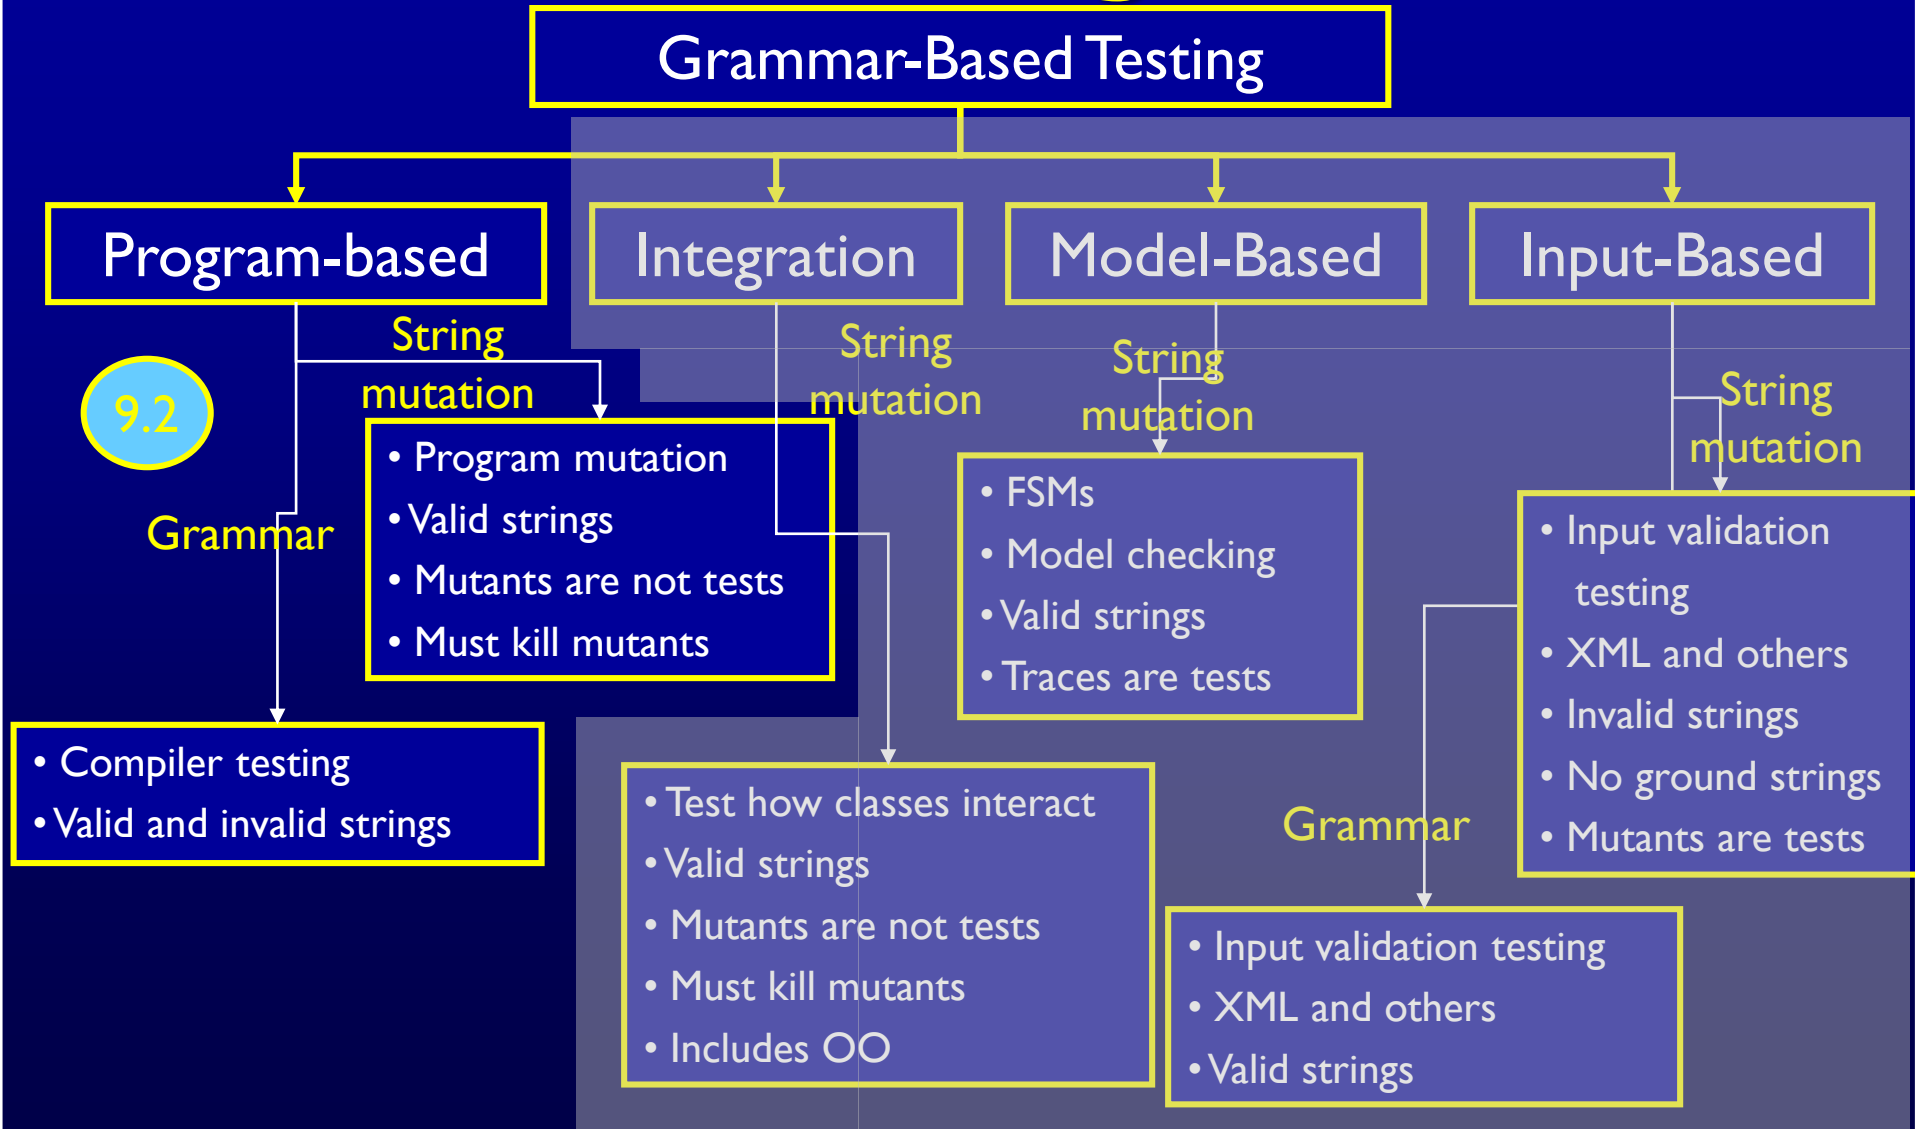 Grammar-Based Testing
Program-based
Integration
Model-Based
Input-Based
String
mutation
String
mutation
String
mutation
String
mutation
9.2
Grammar
• Program mutation
• Valid strings
• Mutants are not tests
• Must kill mutants
• FSMs
• Model checking
• Valid strings
• Traces are tests
• Input validation
testing
• XML and others
• Invalid strings
• No ground strings
• Mutants are tests
• Compiler testing
• Valid and invalid strings
• Test how classes interact
• Valid strings
• Mutants are not tests
• Must kill mutants
• Includes OO
Grammar
• Input validation testing
• XML and others
• Valid strings